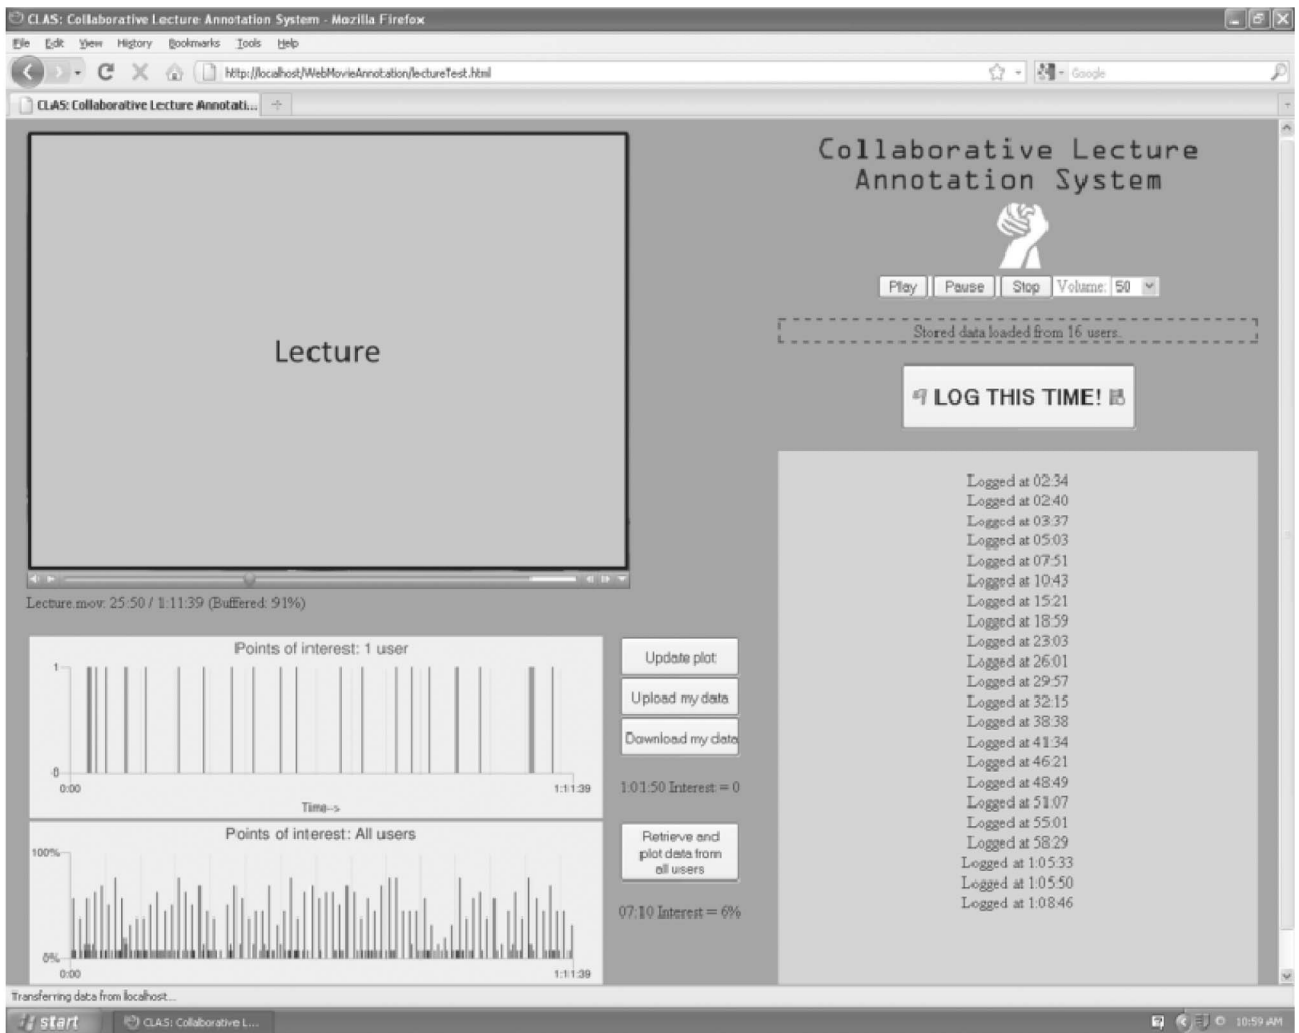 CLAS: Collaborative Lecture Annotation System - Mozilla Firefox
File Edit View History Bookmarks Tools Help
http://localhost/WebMovieAnnotation/lectureTest.html
Google
CLAS: Collaborative Lecture Annotati...
Collaborative Lecture
Annotation System
Play Pause Stop Volume: 50
Stored data loaded from 16 users.
LOG THIS TIME!
Lecture
Lecture.mov: 25:50 / 1:11:39 (Buffered: 91%)
Logged at 02:34
Logged at 02:40
Logged at 03:37
Logged at 05:03
Logged at 07:51
Logged at 10:43
Logged at 15:21
Logged at 18:59
Logged at 23:03
Logged at 26:01
Logged at 29:57
Logged at 32:15
Logged at 38:38
Logged at 41:34
Logged at 46:21
Logged at 48:49
Logged at 51:07
Logged at 55:01
Logged at 58:29
Logged at 1:05:33
Logged at 1:05:50
Logged at 1:08:46
Points of interest: 1 user
1
0
0:00 1:11:39
Time-->
Update plot
Upload my data
Download my data
1:01:50 Interest = 0
Points of interest: All users
100%
0%
0:00 1:11:39
Retrieve and
plot data from
all users
07:10 Interest = 6%
Transferring data from localhost...
start CLAS: Collaborative L... 10:59 AM